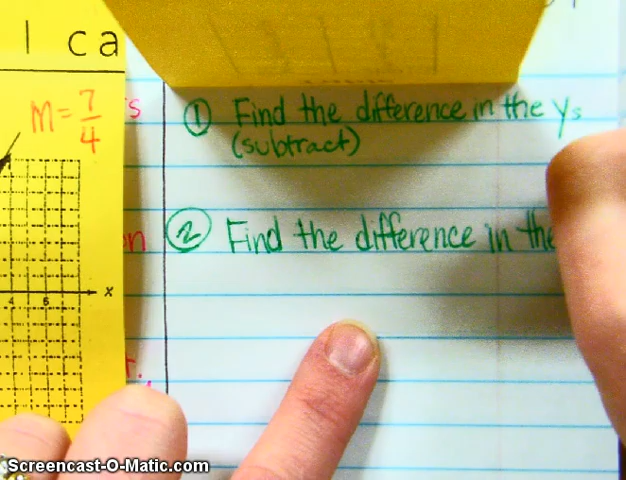 I ca
M = 7/4
's
① Find the difference in the ys
(subtract)
n
② Find the difference in the
x
4 6
Screencast-O-Matic.com